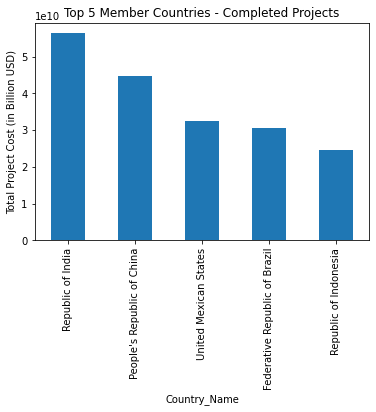 Top 5 Member Countries - Completed Projects
1e10
5
4
3
2
1
0
Total Project Cost (in Billion USD)
Republic of India
People's Republic of China
United Mexican States
Federative Republic of Brazil
Republic of Indonesia
Country_Name